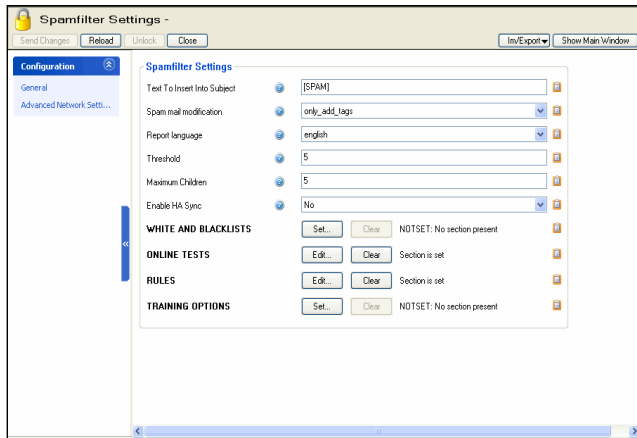 Spamfilter Settings -
Send Changes Reload Unlock Close Im/Export Show Main Window
Configuration
General
Advanced Network Setti...
Spamfilter Settings
Text To Insert Into Subject [SPAM]
Spam mail modification only_add_tags
Report language english
Threshold 5
Maximum Children 5
Enable HA Sync No
WHITE AND BLACKLISTS Set... Clear NOTSET: No section present
ONLINE TESTS Edit... Clear Section is set
RULES Edit... Clear Section is set
TRAINING OPTIONS Set... Clear NOTSET: No section present